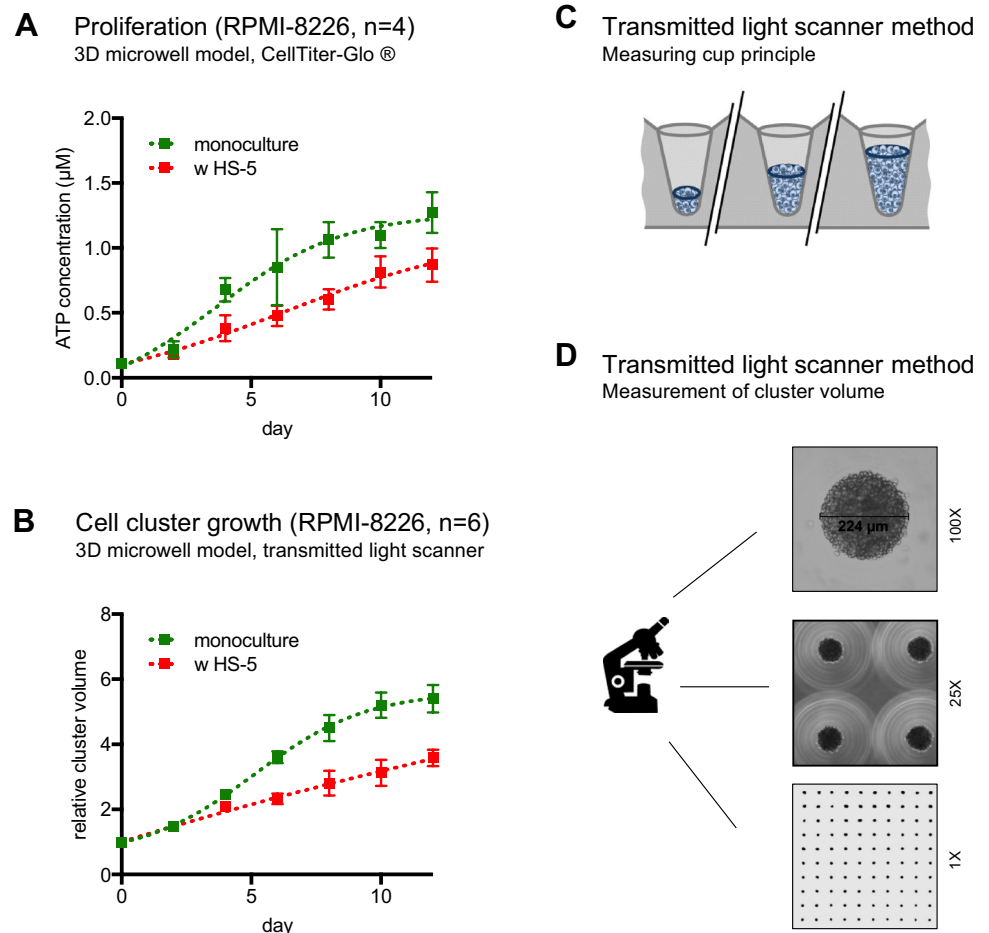 A
Proliferation (RPMI-8226, n=4)
3D microwell model, CellTiter-Glo ®
2.0
1.5
1.0
0.5
0.0
ATP concentration (µM)
monoculture
w HS-5
0
5
10
day
B
Cell cluster growth (RPMI-8226, n=6)
3D microwell model, transmitted light scanner
8
6
4
2
0
relative cluster volume
monoculture
w HS-5
0
5
10
day
C
Transmitted light scanner method
Measuring cup principle
D
Transmitted light scanner method
Measurement of cluster volume
224 µm
100X
25X
1X